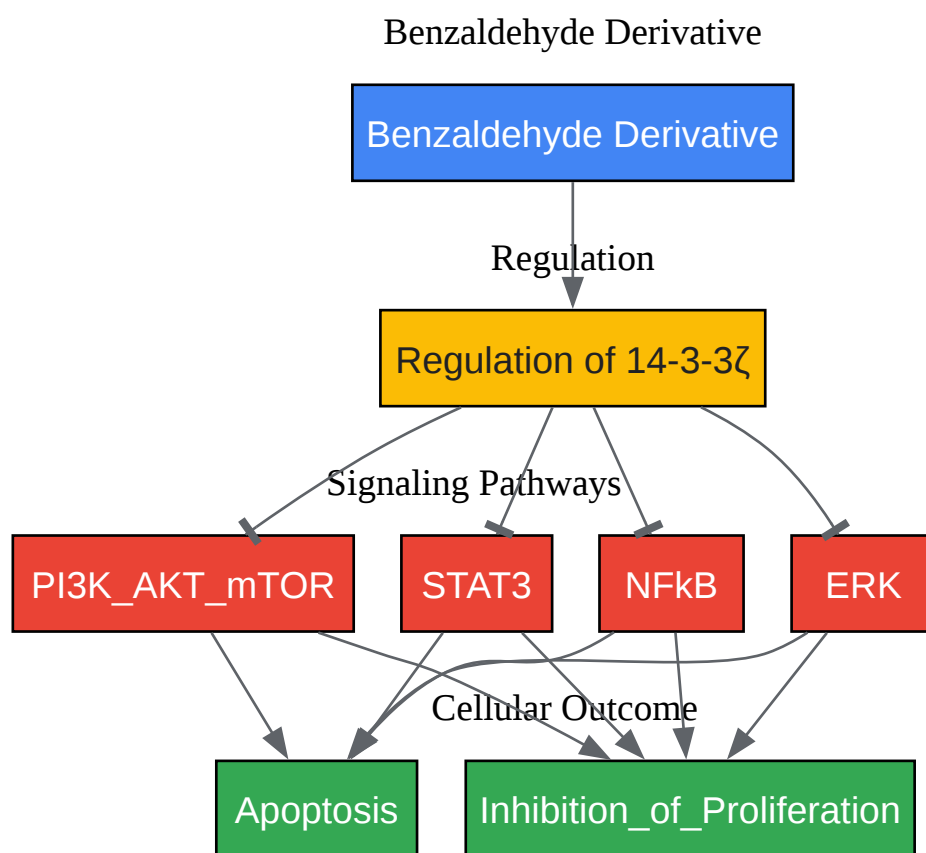 Benzaldehyde Derivative
Benzaldehyde Derivative
Regulation
Regulation of 14-3-3ζ
Signaling Pathways
PI3K_AKT_mTOR
STAT3
NFkB
ERK
Cellular Outcome
Apoptosis
Inhibition_of_Proliferation